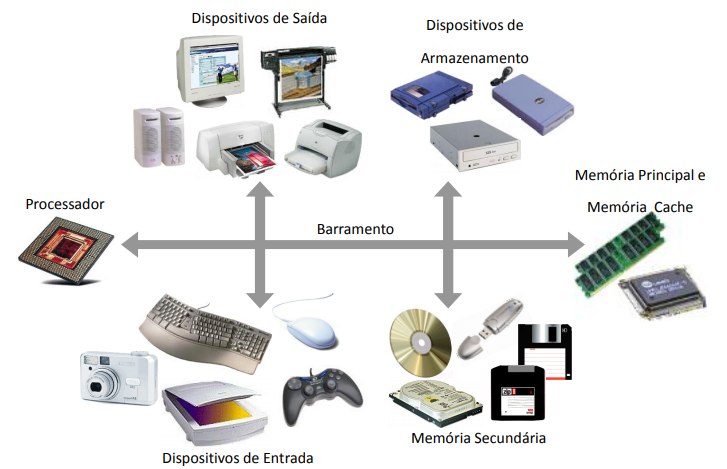 Dispositivos de Saída
Dispositivos de
Armazenamento
Memória Principal e
Memória Cache
Processador
Barramento
Memória Secundária
Dispositivos de Entrada